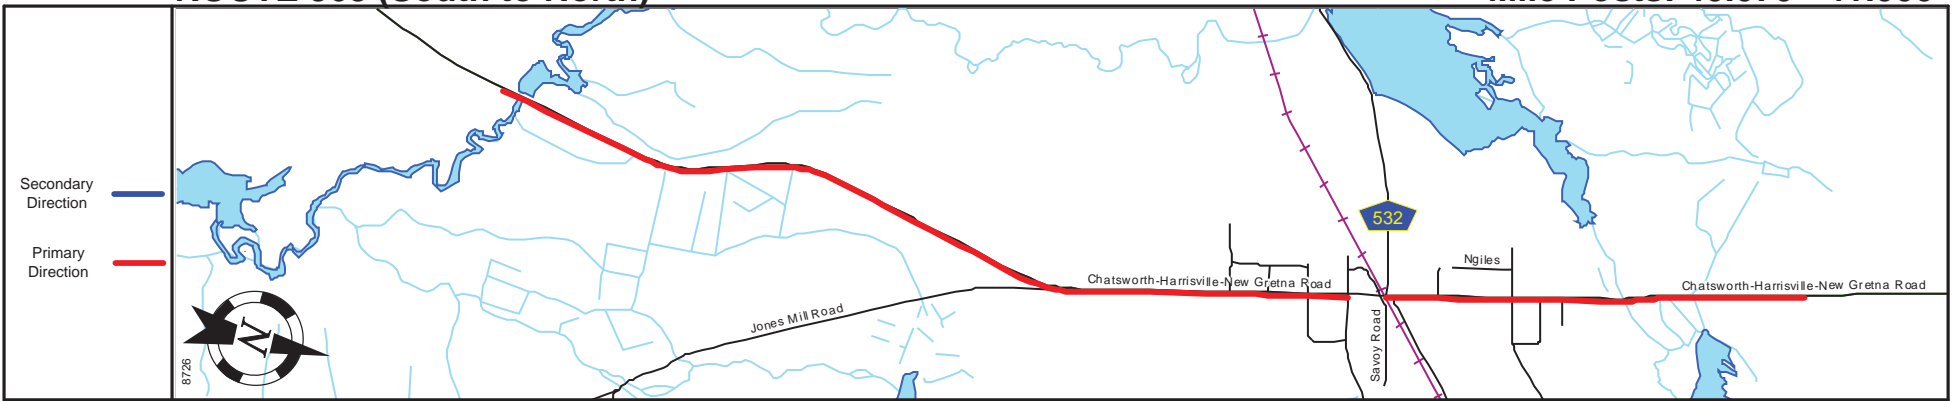 Secondary
Direction
Primary
Direction
8726
N
Jones Mill Road
Chatsworth-Harrisville-New Gretna Road
532
Savoy Road
Ngiles
Chatsworth-Harrisville-New Gretna Road